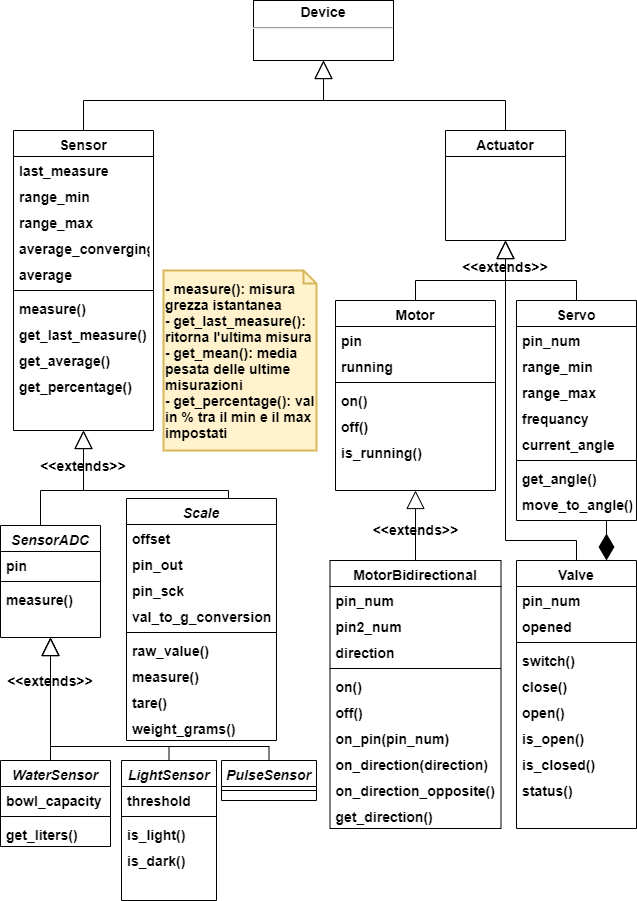 Device
Sensor
last_measure
range_min
range_max
average_converging
average
measure()
get_last_measure()
get_average()
get_percentage()
- measure(): misura
grezza istantanea
- get_last_measure():
ritorna l'ultima misura
- get_mean(): media
pesata delle ultime
misurazioni
- get_percentage(): val
in % tra il min e il max
impostati
Actuator
<<extends>>
Motor
pin
running
on()
off()
is_running()
Servo
pin_num
range_min
range_max
frequancy
current_angle
get_angle()
move_to_angle()
<<extends>>
<<extends>>
SensorADC
pin
measure()
Scale
offset
pin_out
pin_sck
val_to_g_conversion
raw_value()
measure()
tare()
weight_grams()
MotorBidirectional
pin_num
pin2_num
direction
on()
off()
on_pin(pin_num)
on_direction(direction)
on_direction_opposite()
get_direction()
Valve
pin_num
opened
switch()
close()
open()
is_open()
is_closed()
status()
<<extends>>
WaterSensor
bowl_capacity
get_liters()
LightSensor
threshold
is_light()
is_dark()
PulseSensor